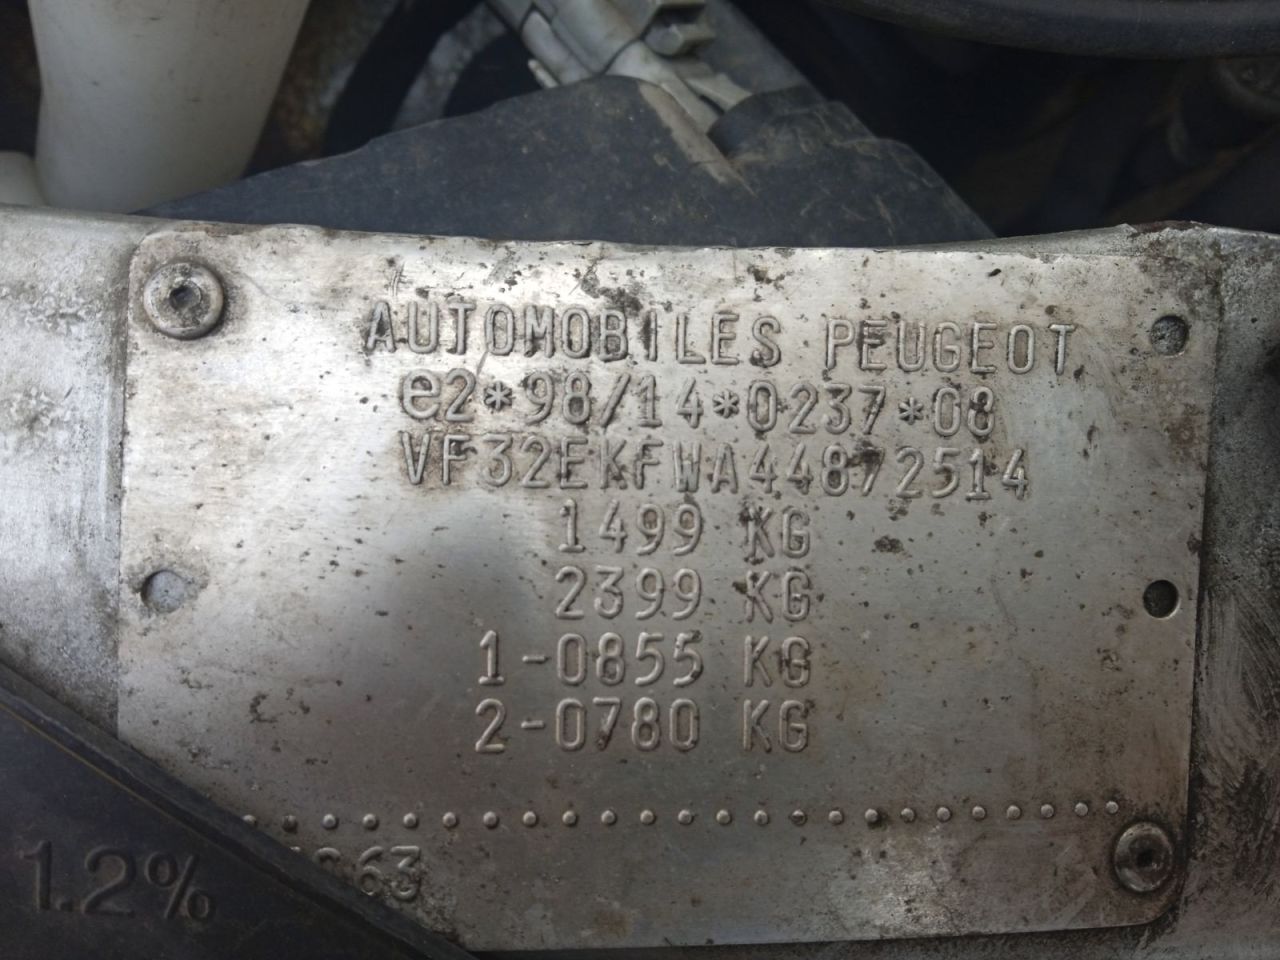 AUTOMOBILES PEUGEOT
e2*98/14*0237*08
VF32EKFWA44872514
1499 KG
2399 KG
1-0855 KG
2-0780 KG
1.2%